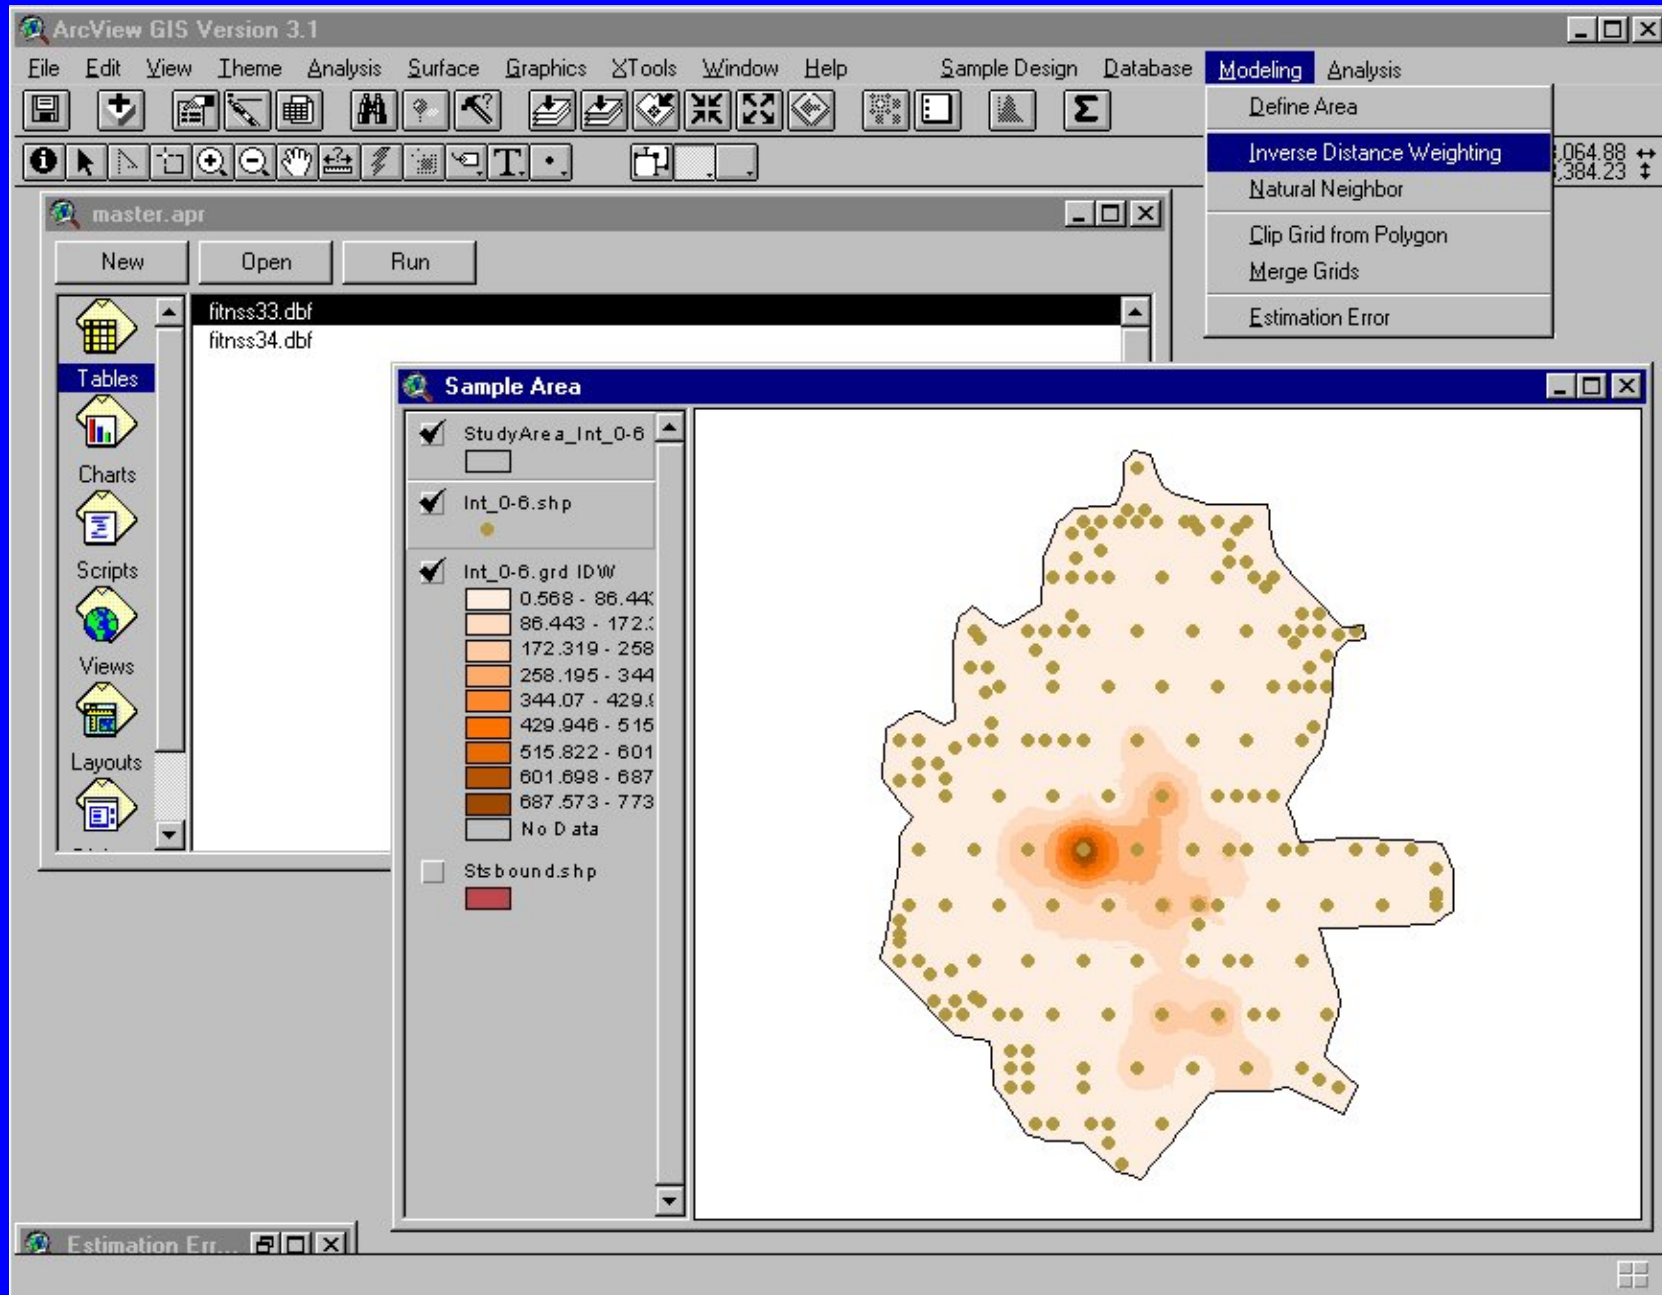 ArcView GIS Version 3.1
File Edit View Theme Analysis Surface Graphics XTools Window Help Sample Design Database Modeling Analysis
Define Area
Inverse Distance Weighting
Natural Neighbor
Clip Grid from Polygon
Merge Grids
Estimation Error
,064.88
,384.23
master.apr
New Open Run
fitnss33.dbf
fitnss34.dbf
Tables
Charts
Scripts
Views
Layouts
Sample Area
StudyArea_Int_0-6
Int_0-6.shp
Int_0-6.grd IDW
0.568 - 86.44
86.443 - 172.
172.319 - 258
258.195 - 344
344.07 - 429.
429.946 - 515
515.822 - 601
601.698 - 687
687.573 - 773
No Data
Stsbound.shp
Estimation Err...